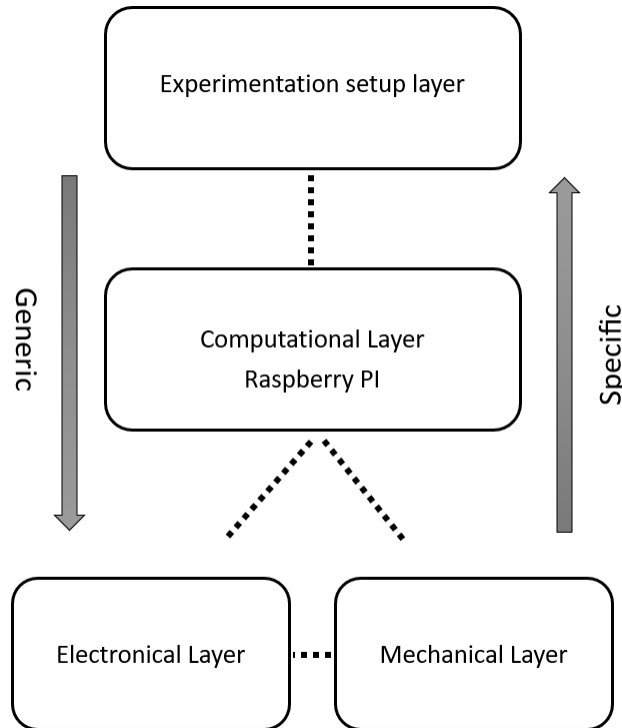 Experimentation setup layer
Generic
Specific
Computational Layer
Raspberry PI
Electronical Layer
Mechanical Layer